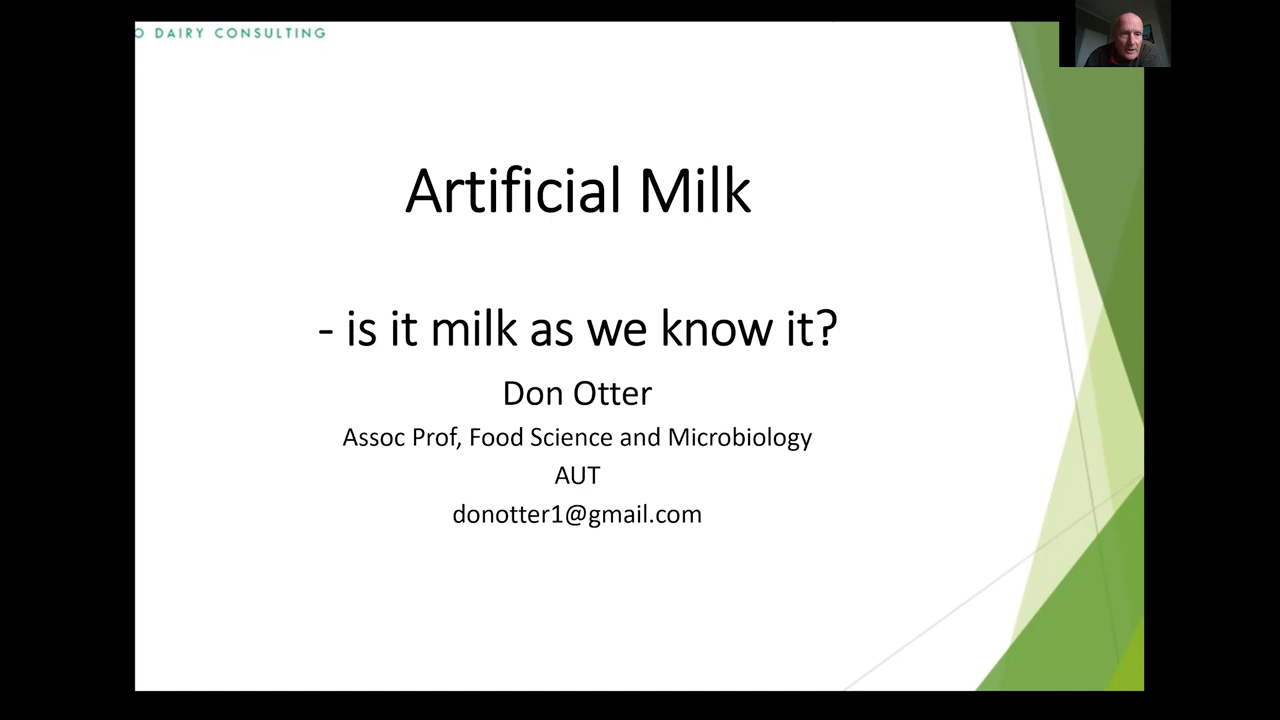 O DAIRY CONSULTING
Artificial Milk
- is it milk as we know it?
Don Otter
Assoc Prof, Food Science and Microbiology
AUT
donotter1@gmail.com